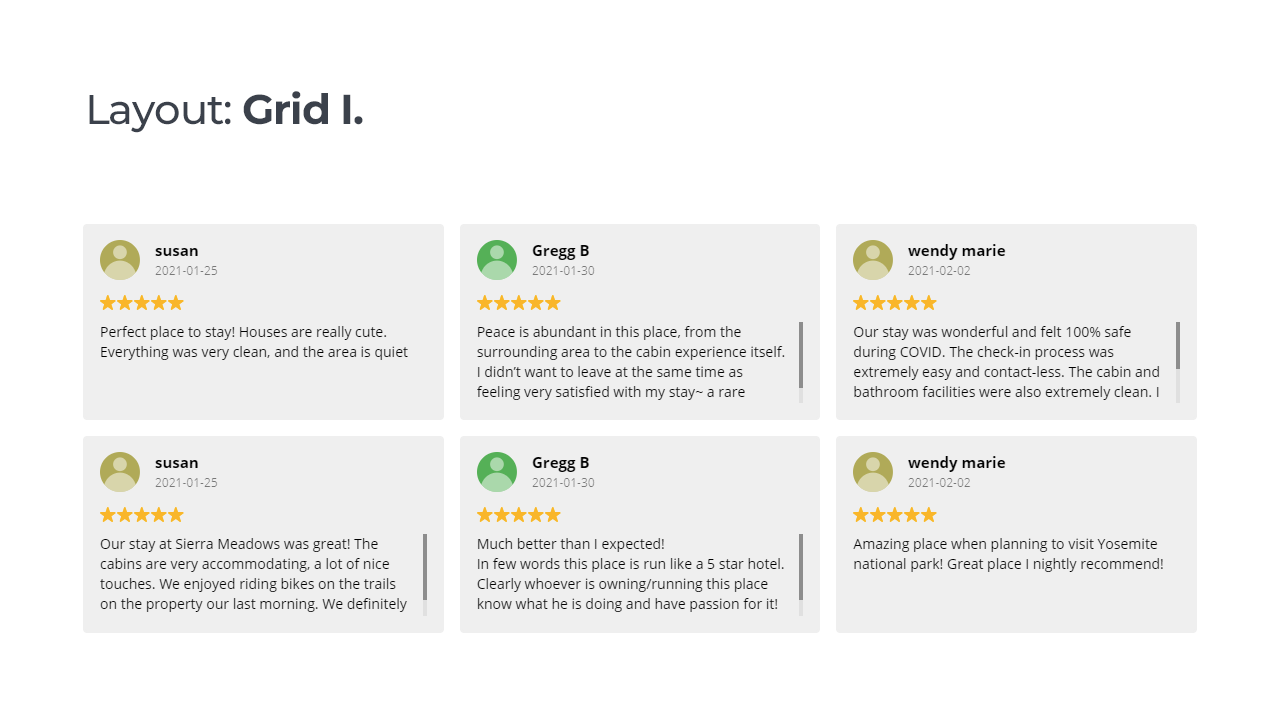 Layout: Grid I.
susan
2021-01-25
Perfect place to stay! Houses are really cute.
Everything was very clean, and the area is quiet
Gregg B
2021-01-30
Peace is abundant in this place, from the
surrounding area to the cabin experience itself.
I didn’t want to leave at the same time as
feeling very satisfied with my stay~ a rare
wendy marie
2021-02-02
Our stay was wonderful and felt 100% safe
during COVID. The check-in process was
extremely easy and contact-less. The cabin and
bathroom facilities were also extremely clean. I
susan
2021-01-25
Our stay at Sierra Meadows was great! The
cabins are very accommodating, a lot of nice
touches. We enjoyed riding bikes on the trails
on the property our last morning. We definitely
Gregg B
2021-01-30
Much better than I expected!
In few words this place is run like a 5 star hotel.
Clearly whoever is owning/running this place
know what he is doing and have passion for it!
wendy marie
2021-02-02
Amazing place when planning to visit Yosemite
national park! Great place I nightly recommend!